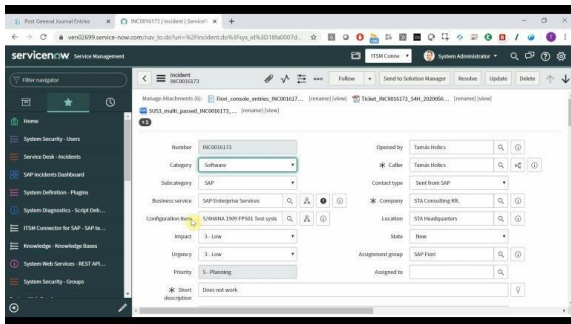 Post General Journal Entries
INC0016173 | Incident | Servic
ven02699.service-now.com/nav_to.do?uri=%2Fincident.do%3Fsys_id%3D18fa0007d...
servicenow Service Management
ITSM Conne
System Administrator
Filter navigator
Incident
INC0016173
Follow
Send to Solution Manager
Resolve
Update
Delete
Manage Attachments (6):
Fiori_console_entries_INC001617... [rename] [view]
Ticket_INC0016173_S4H_2020050... [rename] [view]
SU53_multi_passed_INC0016173_... [rename] [view]
+3
Home
System Security - Users
Service Desk - Incidents
SAP Incidents Dashboard
System Definition - Plugins
System Diagnostics - Script Deb...
ITSM Connector for SAP - SAP In...
Knowledge - Knowledge Bases
System Web Services - REST API...
System Security - Groups
Number INC0016173
Opened by Tamás Holics
Category Software
Caller Tamás Holics
Subcategory SAP
Contact type Sent from SAP
Business service SAP Enterprise Services
Company STA Consulting Kft.
Configuration item S/4HANA 1909 FPS01 Test syste
Location STA Headquarters
Impact 3 - Low
State New
Urgency 3 - Low
Assignment group SAP Fiori
Priority 5 - Planning
Assigned to
Short description Does not work